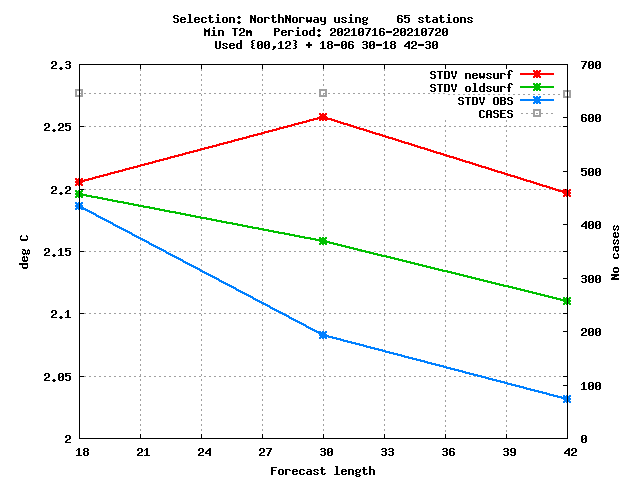 Selection: NorthNorway using    65 stations
Min T2m   Period: 20210716-20210720
Used {00,12} + 18-06 30-18 42-30
STDV newsurf
STDV oldsurf
STDV OBS
CASES
2.3
2.25
2.2
2.15
2.1
2.05
2
deg C
700
600
500
400
300
200
100
0
No cases
18 21 24 27 30 33 36 39 42
Forecast length